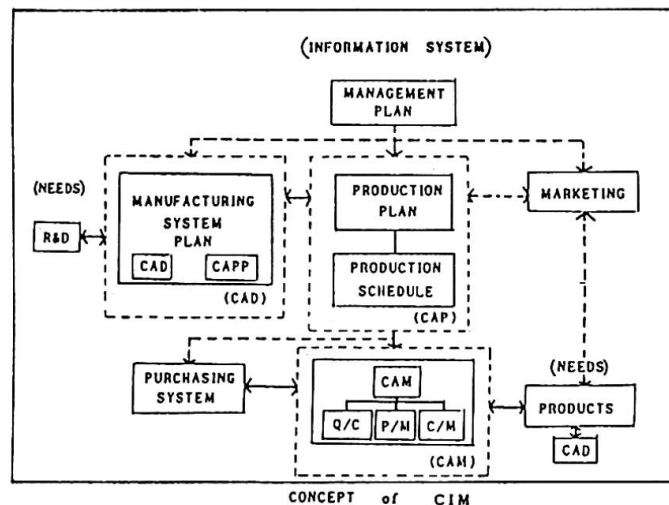 (INFORMATION SYSTEM)
MANAGEMENT
PLAN
(NEEDS)
R&D
MANUFACTURING
SYSTEM
PLAN
CAD
CAPP
(CAD)
PRODUCTION
PLAN
PRODUCTION
SCHEDULE
(CAP)
MARKETING
PURCHASING
SYSTEM
CAM
Q/C
P/M
C/M
(CAM)
(NEEDS)
PRODUCTS
CAD
CONCEPT of CIM